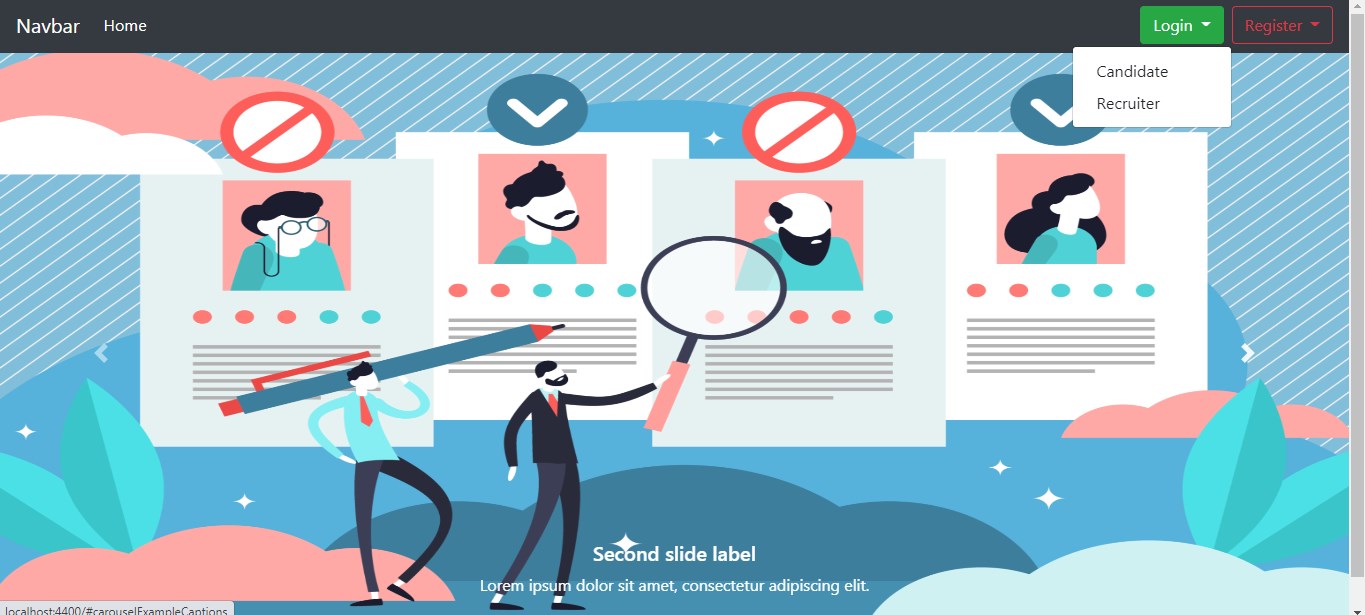 Navbar Home Login Register
Candidate
Recruiter
Second slide label
Lorem ipsum dolor sit amet, consectetur adipiscing elit.
localhost:4400/#carouselExampleCaptions